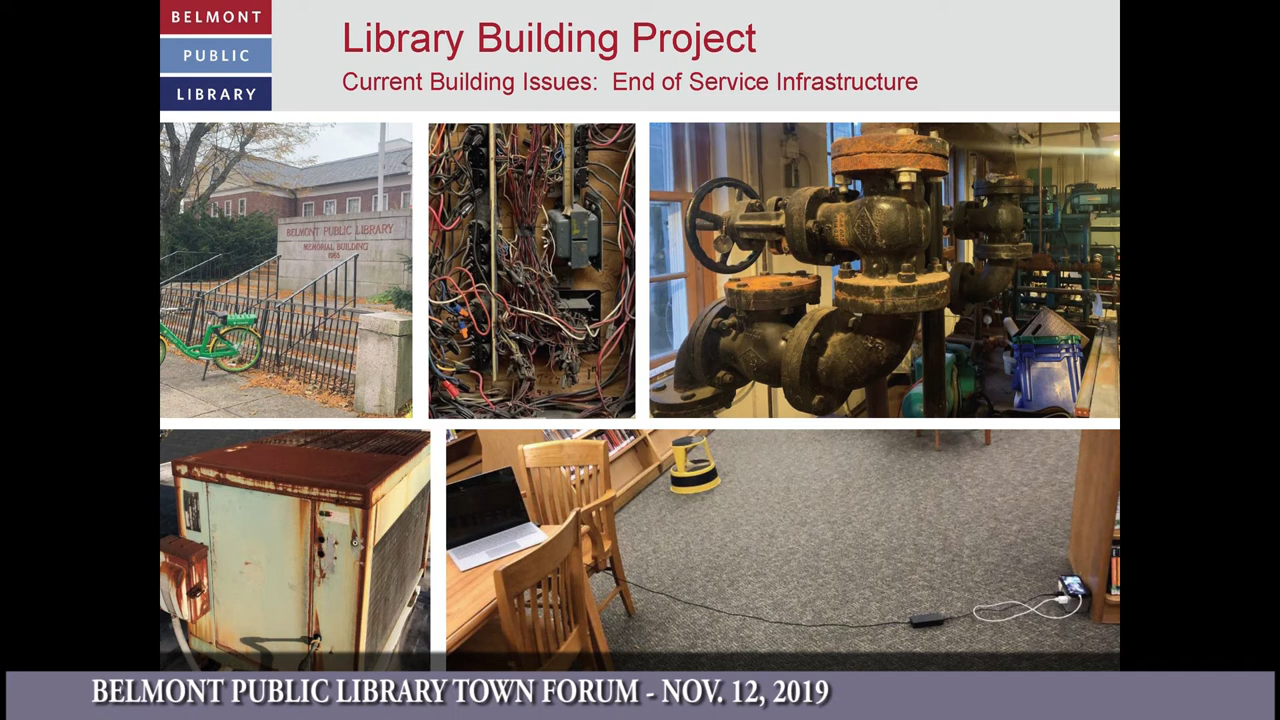 BELMONT
PUBLIC
LIBRARY
Library Building Project
Current Building Issues:  End of Service Infrastructure
BELMONT PUBLIC LIBRARY
MEMORIAL BUILDING
1965
BELMONT PUBLIC LIBRARY TOWN FORUM - NOV. 12, 2019